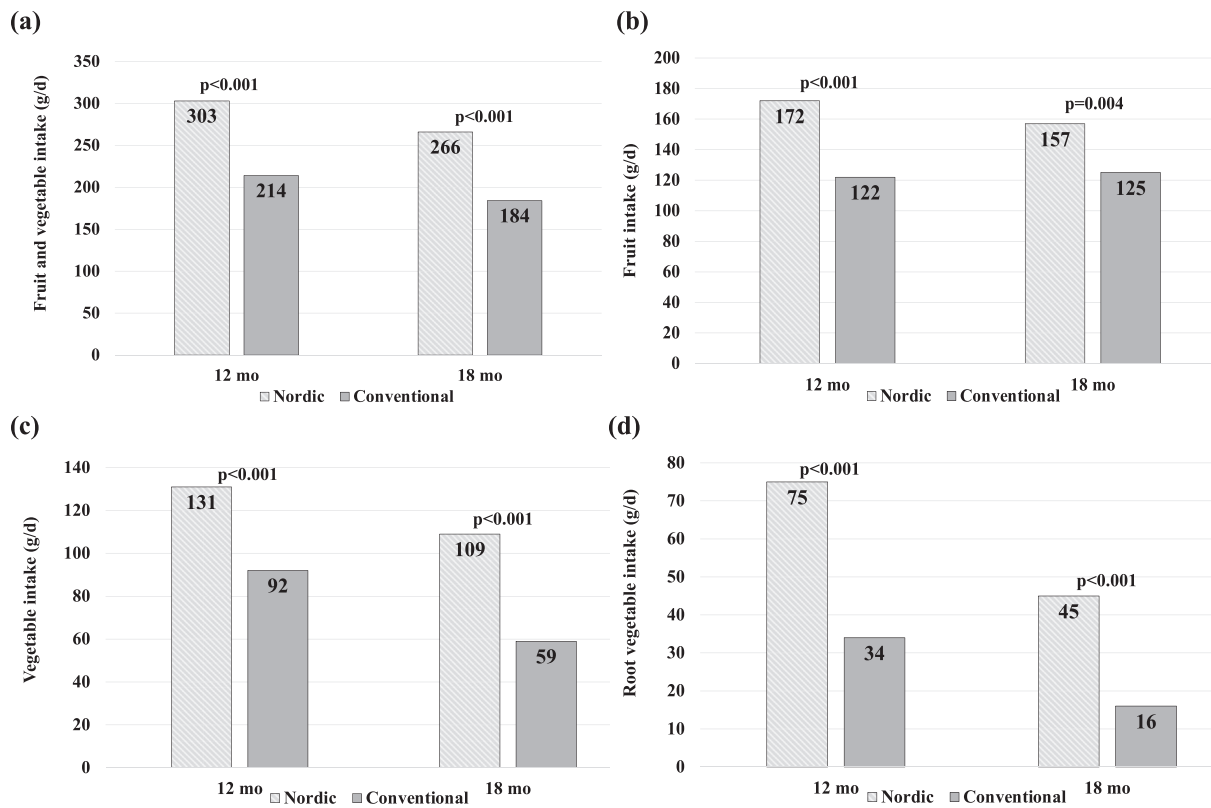 (a)
Fruit and vegetable intake (g/d)
350
300
250
200
150
100
50
0
p<0.001
303
214
p<0.001
266
184
12 mo
18 mo
Nordic Conventional
(b)
Fruit intake (g/d)
200
180
160
140
120
100
80
60
40
20
0
p<0.001
172
122
p=0.004
157
125
12 mo
18 mo
Nordic Conventional
(c)
Vegetable intake (g/d)
140
120
100
80
60
40
20
0
p<0.001
131
92
p<0.001
109
59
12 mo
18 mo
Nordic Conventional
(d)
Root vegetable intake (g/d)
80
70
60
50
40
30
20
10
0
p<0.001
75
34
p<0.001
45
16
12 mo
18 mo
Nordic Conventional